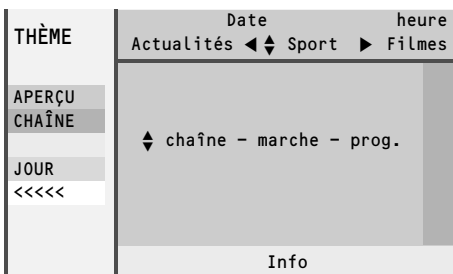 THÈME
Date heure
Actualités ◀ ♦ Sport ▶ Filmes
APERÇU
CHAÎNE
♦ chaîne – marche – prog.
JOUR
<<<<<
Info